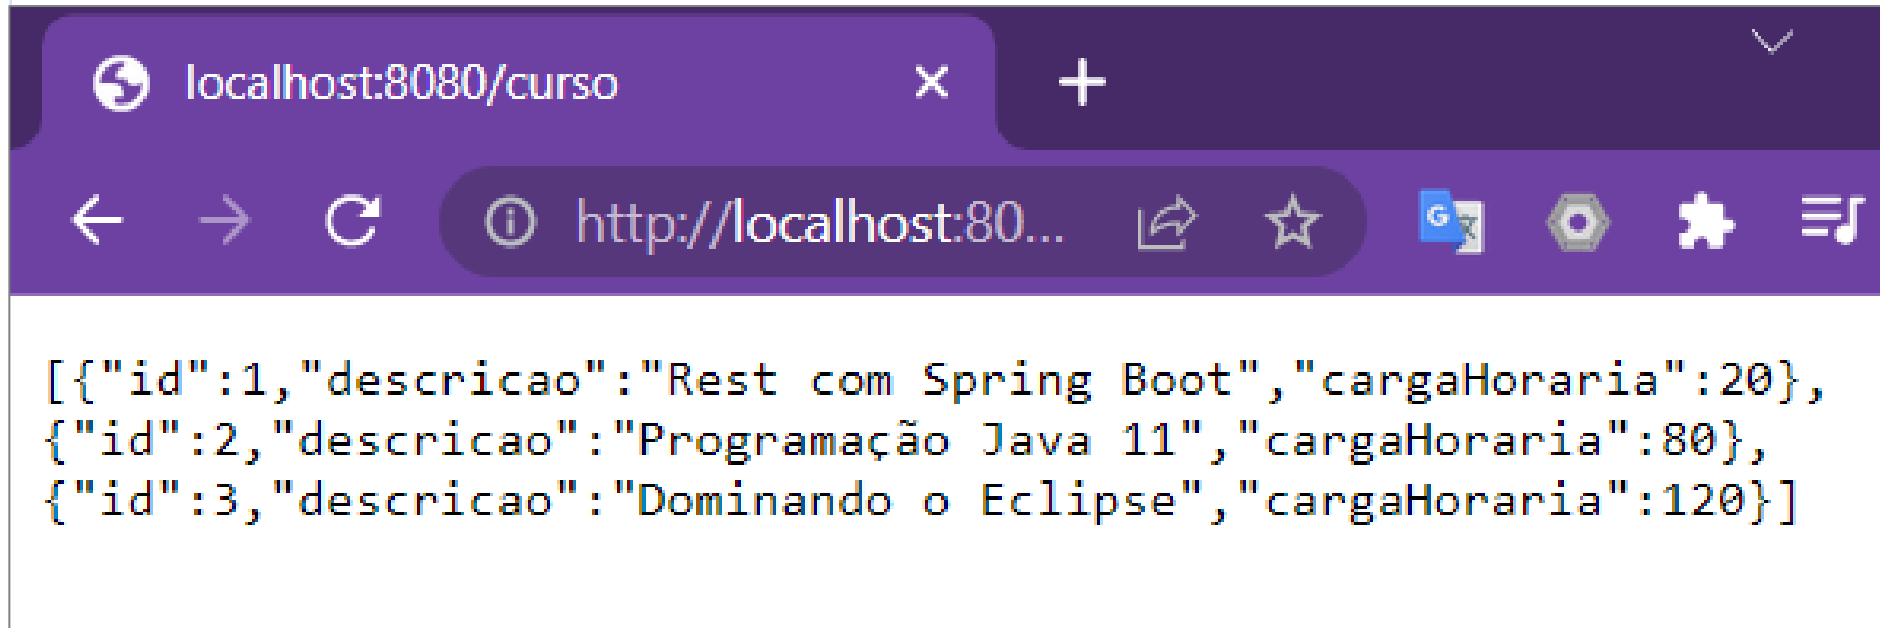 localhost:8080/curso
http://localhost:80...
[{"id":1,"descricao":"Rest com Spring Boot","cargaHoraria":20},
{"id":2,"descricao":"Programação Java 11","cargaHoraria":80},
{"id":3,"descricao":"Dominando o Eclipse","cargaHoraria":120}]